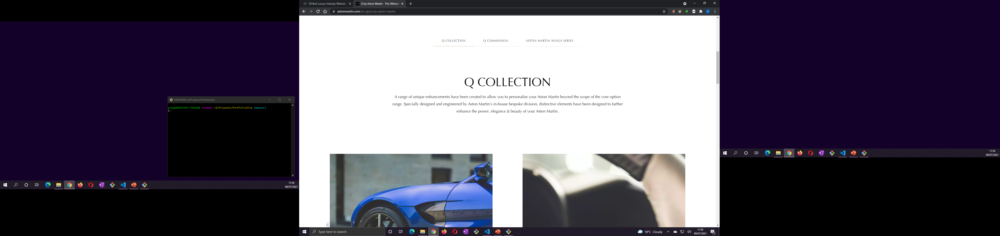 MINGW64:/d/Projects/PortfolioSite
ginge@DESKTOP-79S83DB MINGW64 /d/Projects/PortfolioSite (master)
$
11:54
09/07/2021
50 Best Luxury Industry Website
Q by Aston Martin - The Ultimat
astonmartin.com/en-gb/q-by-aston-martin
G
Q COLLECTION
Q COMMISSION
ASTON MARTIN WINGS SERIES
Q COLLECTION
A range of unique enhancements have been created to allow you to personalise your Aston Martin beyond the scope of the core option
range. Specially designed and engineered by Aston Martin’s in-house bespoke division, distinctive elements have been designed to further
enhance the power, elegance & beauty of your Aston Martin.
GILL
Type here to search
18°C Cloudy
11:54
09/07/2021
1
11:54
09/07/2021